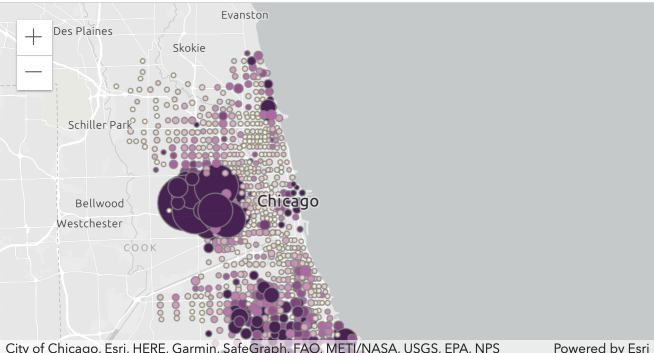 Evanston
Des Plaines
Skokie
Schiller Park
Bellwood
Chicago
Westchester
COOK
City of Chicago, Esri, HERE, Garmin, SafeGraph, FAO, METI/NASA, USGS, EPA, NPS
Powered by Esri